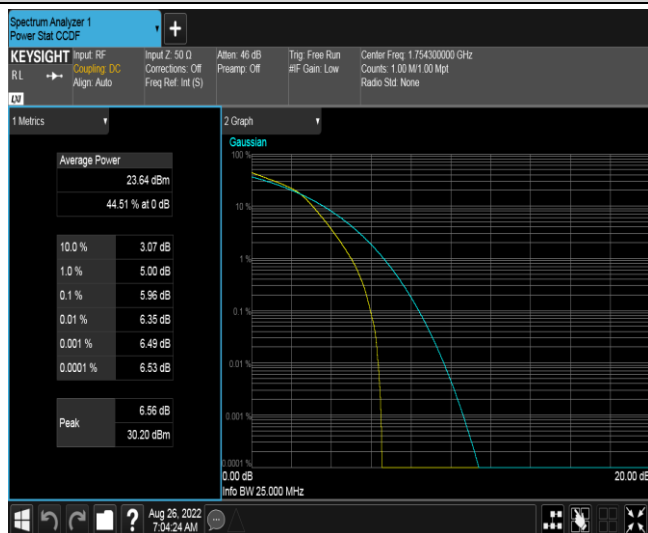 Spectrum Analyzer 1
Power Stat CCDF
+
KEYSIGHT Input: RF Input Z: 50 Ω Atten: 46 dB Trig: Free Run Center Freq: 1.754300000 GHz
RL Coupling: DC Corrections: Off Preamp: Off #IF Gain: Low Counts: 1.00 M/1.00 Mpt
Align: Auto Freq Ref: Int (S) Radio Std: None
LXI
1 Metrics 2 Graph
Gaussian
Average Power
23.64 dBm
44.51 % at 0 dB
10.0 % 3.07 dB
1.0 % 5.00 dB
0.1 % 5.96 dB
0.01 % 6.35 dB
0.001 % 6.49 dB
0.0001 % 6.53 dB
Peak 6.56 dB
30.20 dBm
100 %
10 %
1 %
0.1 %
0.01 %
0.001 %
0.0001 %
0.00 dB 20.00 dB
Info BW 25.000 MHz
? Aug 26, 2022
7:04:24 AM